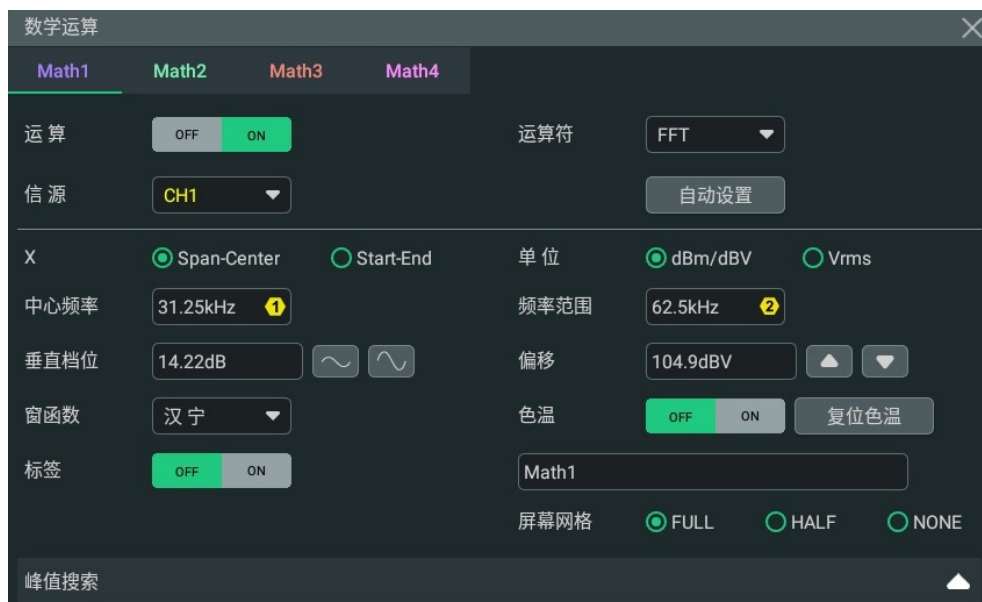 数学运算
Math1 Math2 Math3 Math4
运算 OFF ON 运算符 FFT
信源 CH1 自动设置
X Span-Center Start-End 单位 dBm/dBV Vrms
中心频率 31.25kHz 1 频率范围 62.5kHz 2
垂直档位 14.22dB 偏移 104.9dBV
窗函数 汉宁 色温 OFF ON 复位色温
标签 OFF ON Math1
屏幕网格 FULL HALF NONE
峰值搜索